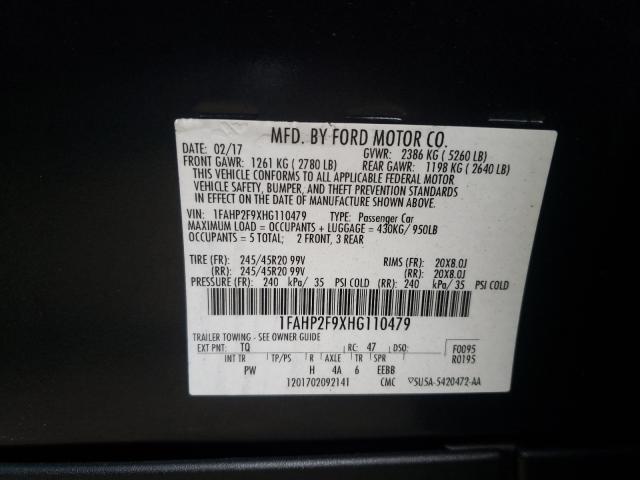 MFD. BY FORD MOTOR CO.
DATE: 02/17 GVWR: 2386 KG ( 5260 LB)
FRONT GAWR: 1261 KG ( 2780 LB) REAR GAWR: 1198 KG ( 2640 LB)
THIS VEHICLE CONFORMS TO ALL APPLICABLE FEDERAL MOTOR
VEHICLE SAFETY, BUMPER, AND THEFT PREVENTION STANDARDS
IN EFFECT ON THE DATE OF MANUFACTURE SHOWN ABOVE.
VIN: 1FAHP2F9XHG110479 TYPE: Passenger Car
MAXIMUM LOAD = OCCUPANTS + LUGGAGE = 430KG/ 950LB
OCCUPANTS = 5 TOTAL; 2 FRONT, 3 REAR
TIRE (FR): 245/45R20 99V RIMS (FR): 20X8.0J
(RR): 245/45R20 99V (RR): 20X8.0J
PRESSURE (FR): 240 kPa/ 35 PSI COLD (RR): 240 kPa/ 35 PSI COLD
1FAHP2F9XHG110479
TRAILER TOWING - SEE OWNER GUIDE
EXT PNT: TQ RC: 47 DSO: F0095
INT TR TP/PS R AXLE TR SPR R0195
PW H 4A 6 EEBB
1201702092141 CMC ▽SU5A-5420472-AA